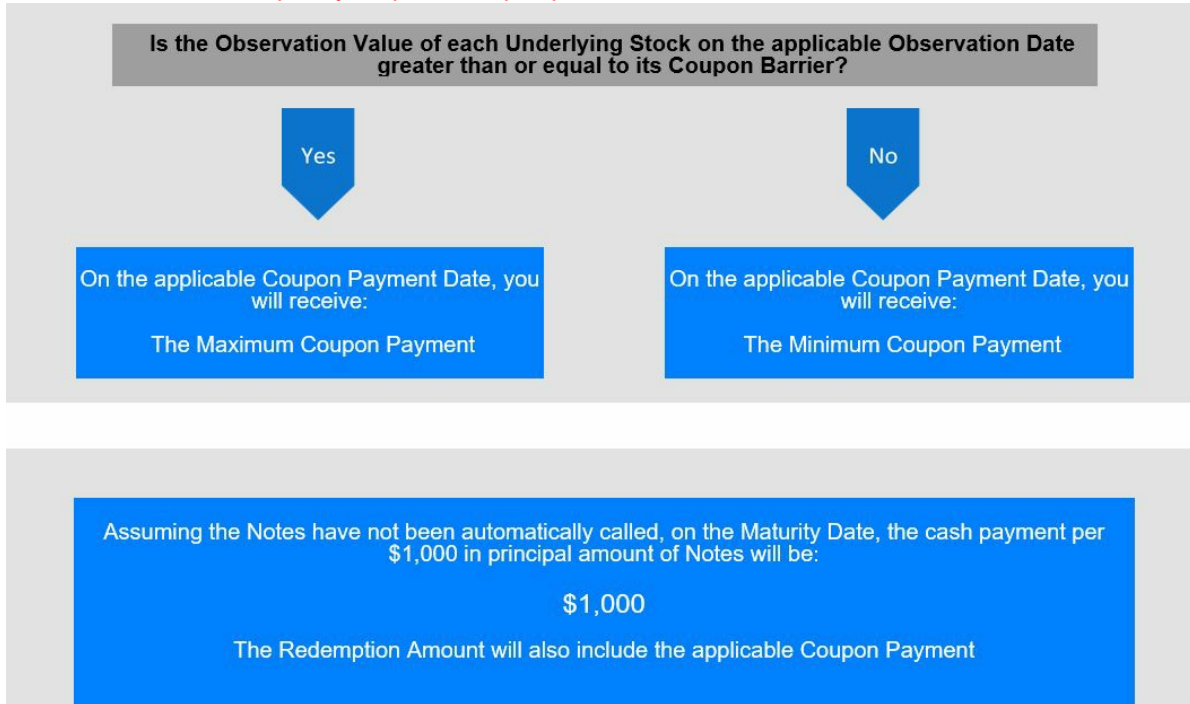 Is the Observation Value of each Underlying Stock on the applicable Observation Date
greater than or equal to its Coupon Barrier?
Yes
No
On the applicable Coupon Payment Date, you
will receive:
The Maximum Coupon Payment
On the applicable Coupon Payment Date, you
will receive:
The Minimum Coupon Payment
Assuming the Notes have not been automatically called, on the Maturity Date, the cash payment per
$1,000 in principal amount of Notes will be:
$1,000
The Redemption Amount will also include the applicable Coupon Payment